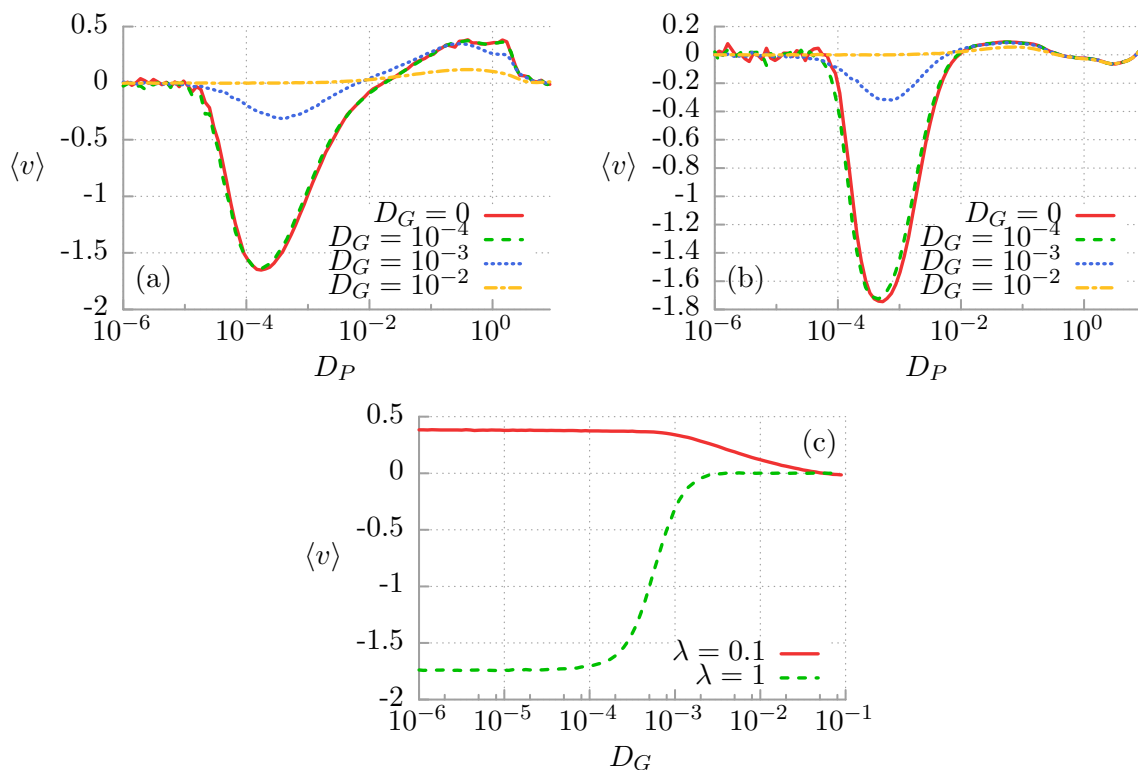 0.5
0
-0.5
-1
-1.5
-2
⟨v⟩
(a)
D_G = 0
D_G = 10^{-4}
D_G = 10^{-3}
D_G = 10^{-2}
10^{-6} 10^{-4} 10^{-2} 10^{0}
D_P
0.2
0
-0.2
-0.4
-0.6
-0.8
-1
-1.2
-1.4
-1.6
-1.8
⟨v⟩
(b)
D_G = 0
D_G = 10^{-4}
D_G = 10^{-3}
D_G = 10^{-2}
10^{-6} 10^{-4} 10^{-2} 10^{0}
D_P
0.5
0
-0.5
-1
-1.5
-2
⟨v⟩
(c)
λ = 0.1
λ = 1
10^{-6} 10^{-5} 10^{-4} 10^{-3} 10^{-2} 10^{-1}
D_G